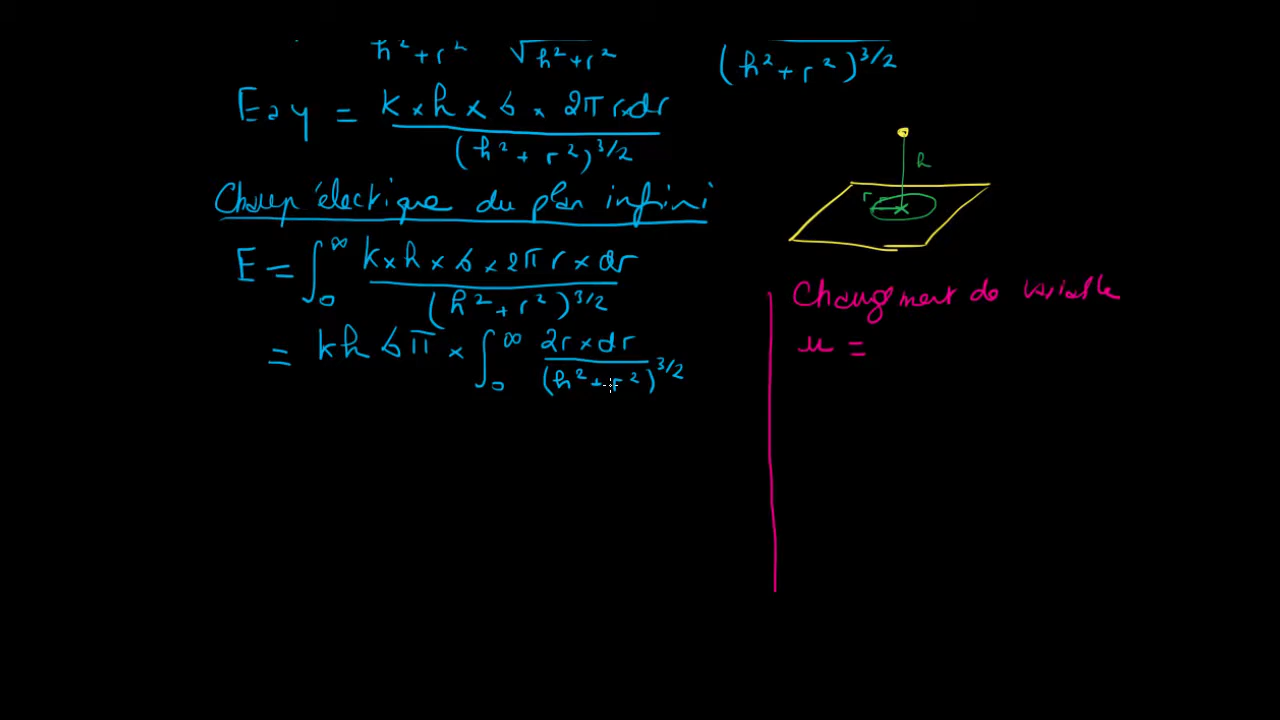 h² + r² √h² + r² (h² + r²)^3/2
E2y = k × h × σ × 2π r × dr / (h² + r²)^3/2
h
r
Champ électrique du plan infini
E = ∫₀^∞ k × h × σ × 2π r × dr / (h² + r²)^3/2
Changement de variable
= k h σ π × ∫₀^∞ 2r × dr / (h² + r²)^3/2
u =